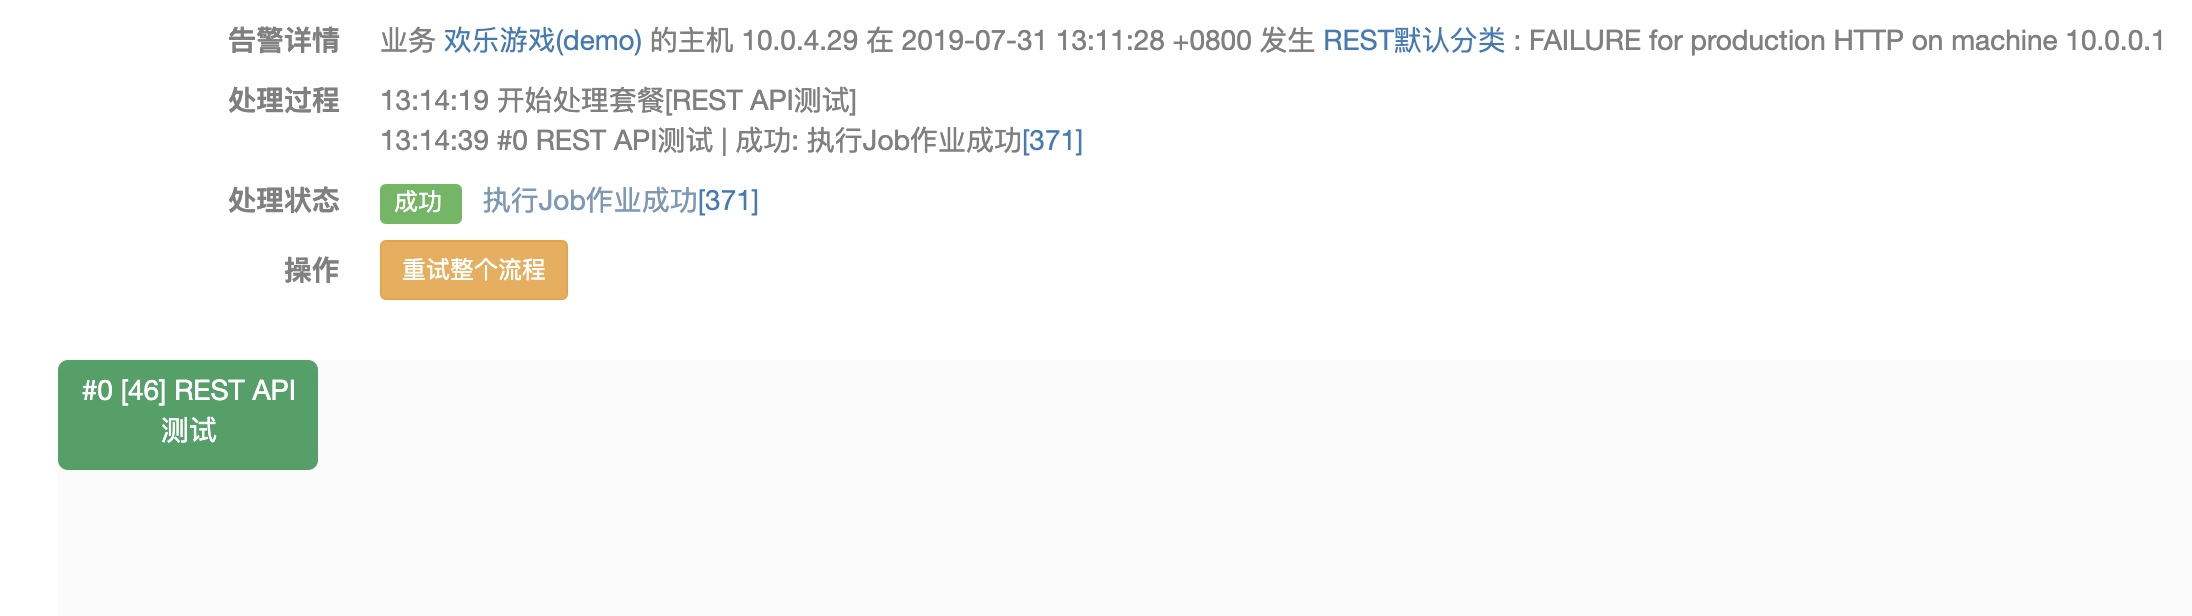 告警详情 业务 欢乐游戏(demo) 的主机 10.0.4.29 在 2019-07-31 13:11:28 +0800 发生 REST默认分类 : FAILURE for production HTTP on machine 10.0.0.1
处理过程 13:14:19 开始处理套餐[REST API测试]
13:14:39 #0 REST API测试 | 成功: 执行Job作业成功[371]
处理状态 成功 执行Job作业成功[371]
操作 重试整个流程
#0 [46] REST API
测试